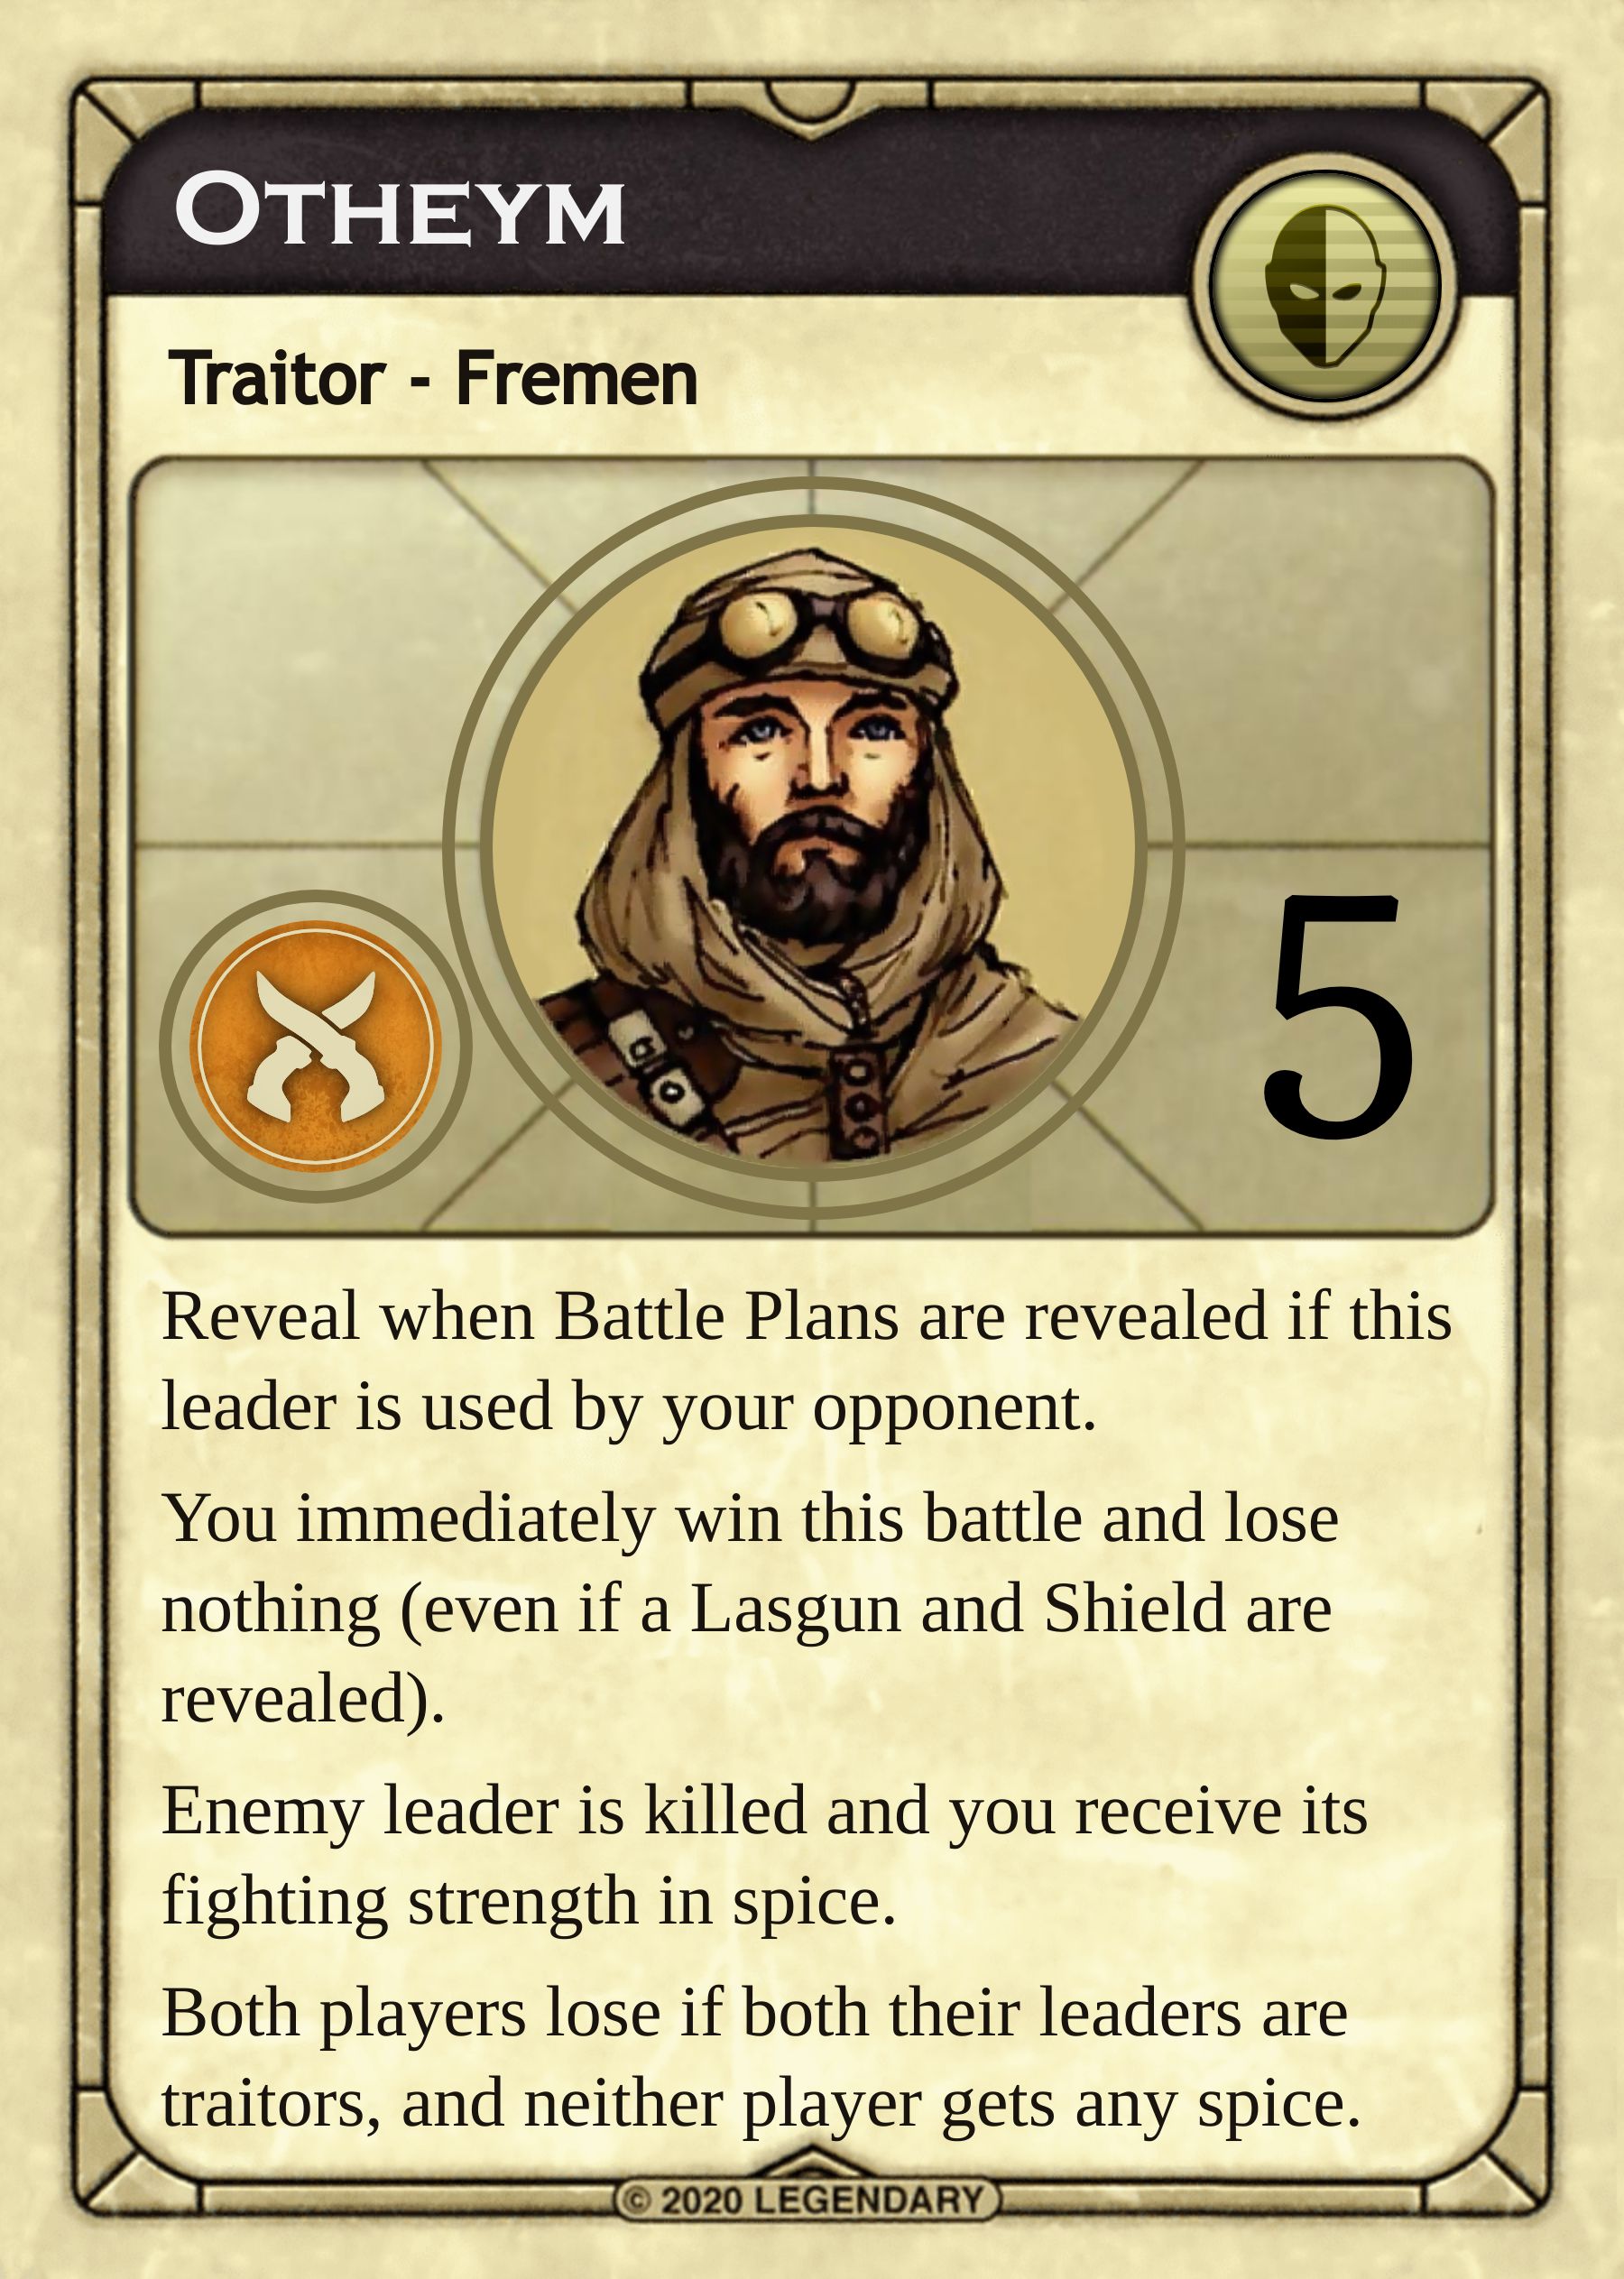 Otheym
Traitor - Fremen
5
Reveal when Battle Plans are revealed if this
leader is used by your opponent.
You immediately win this battle and lose
nothing (even if a Lasgun and Shield are
revealed).
Enemy leader is killed and you receive its
fighting strength in spice.
Both players lose if both their leaders are
traitors, and neither player gets any spice.
© 2020 LEGENDARY